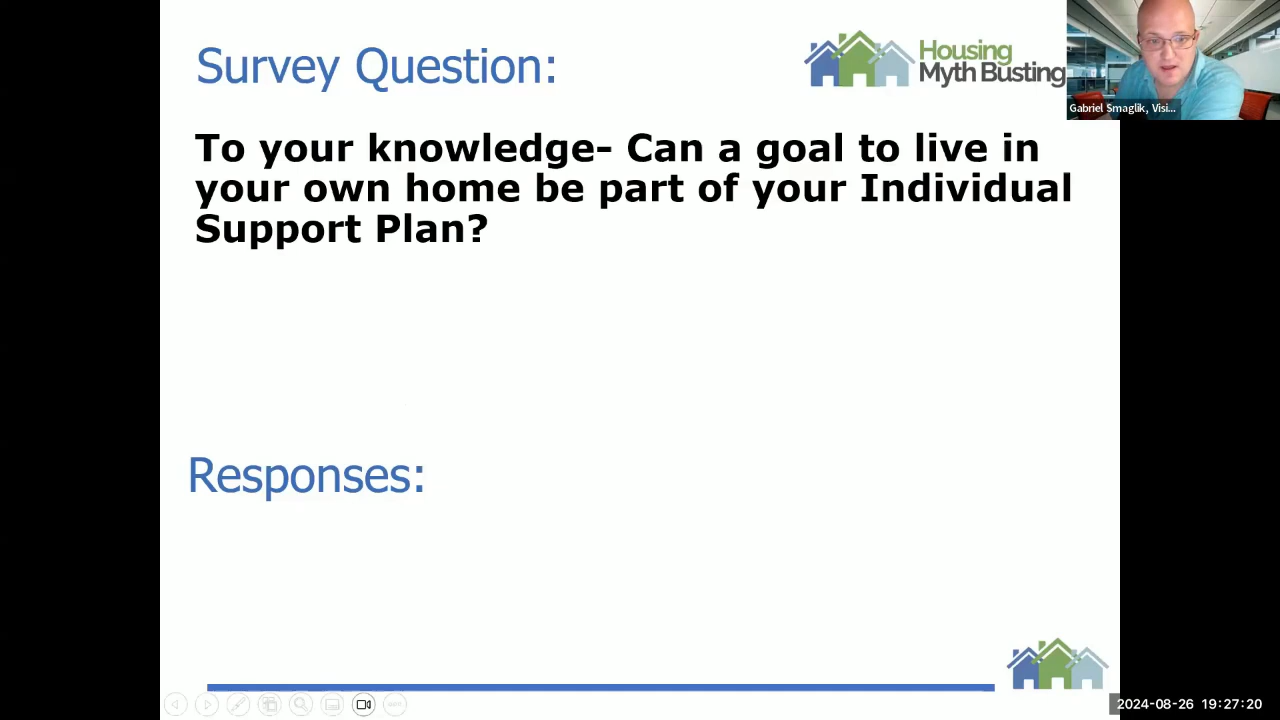 Survey Question:
Housing
Myth Busting
Gabriel Smaglik, Visi...
To your knowledge- Can a goal to live in
your own home be part of your Individual
Support Plan?
Responses:
2024-08-26 19:27:20